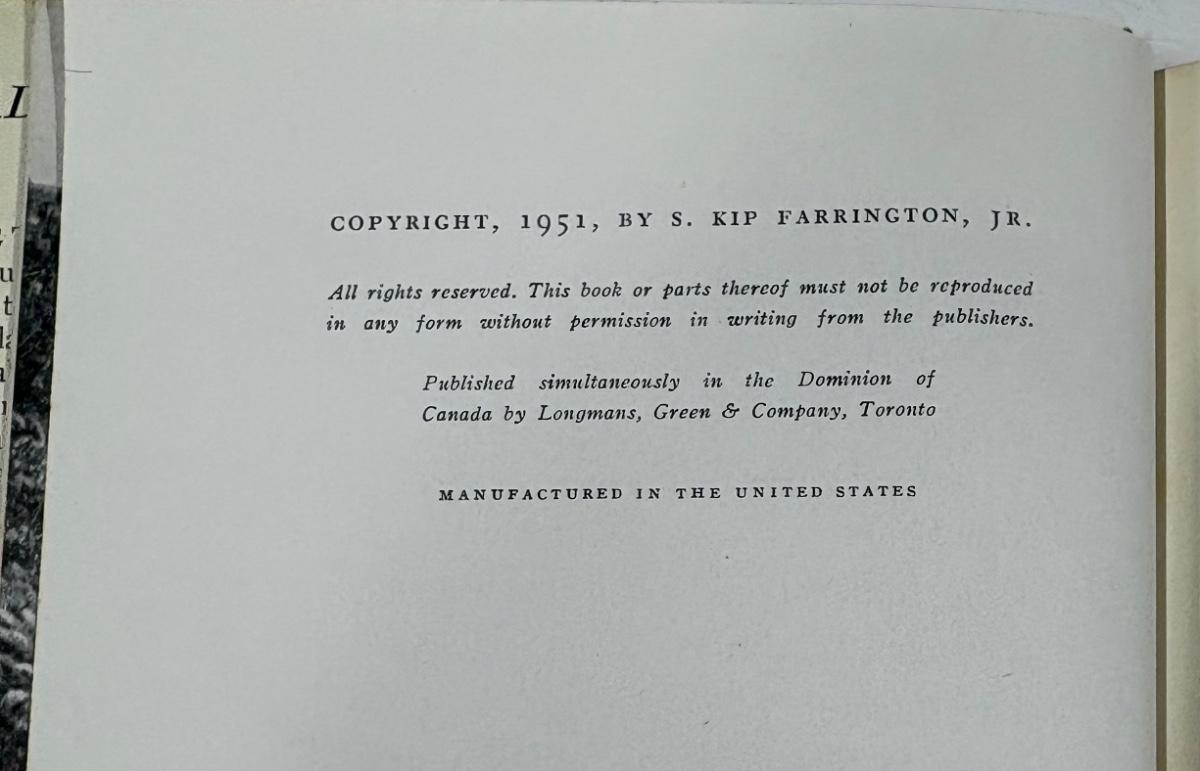 COPYRIGHT, 1951, BY S. KIP FARRINGTON, JR.
All rights reserved. This book or parts thereof must not be reproduced
in any form without permission in writing from the publishers.
Published simultaneously in the Dominion of
Canada by Longmans, Green & Company, Toronto
MANUFACTURED IN THE UNITED STATES